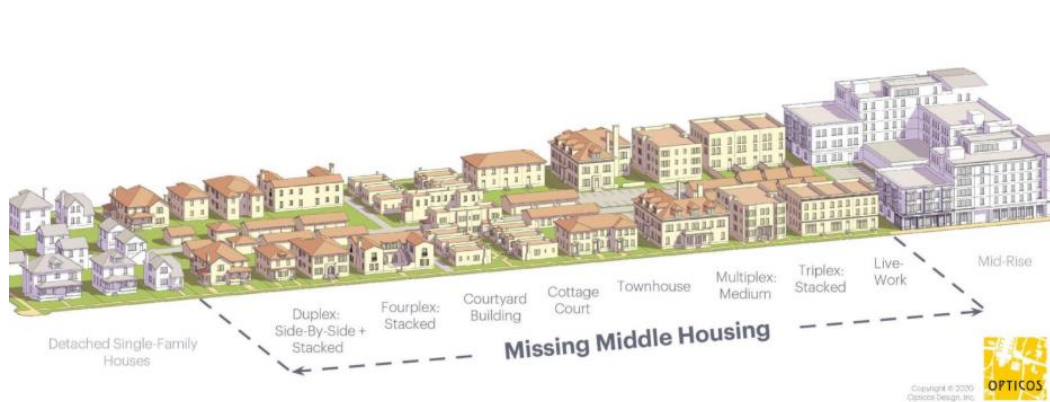 Detached Single-Family
Houses
Duplex:
Side-By-Side +
Stacked
Fourplex:
Stacked
Courtyard
Building
Cottage
Court
Townhouse
Multiplex:
Medium
Triplex:
Stacked
Live-
Work
Mid-Rise
Missing Middle Housing
Copyright © 2020
Opticos Design, Inc.
OPTICOS